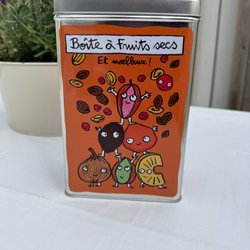 Boîte à Fruits secs
Et moelleux !